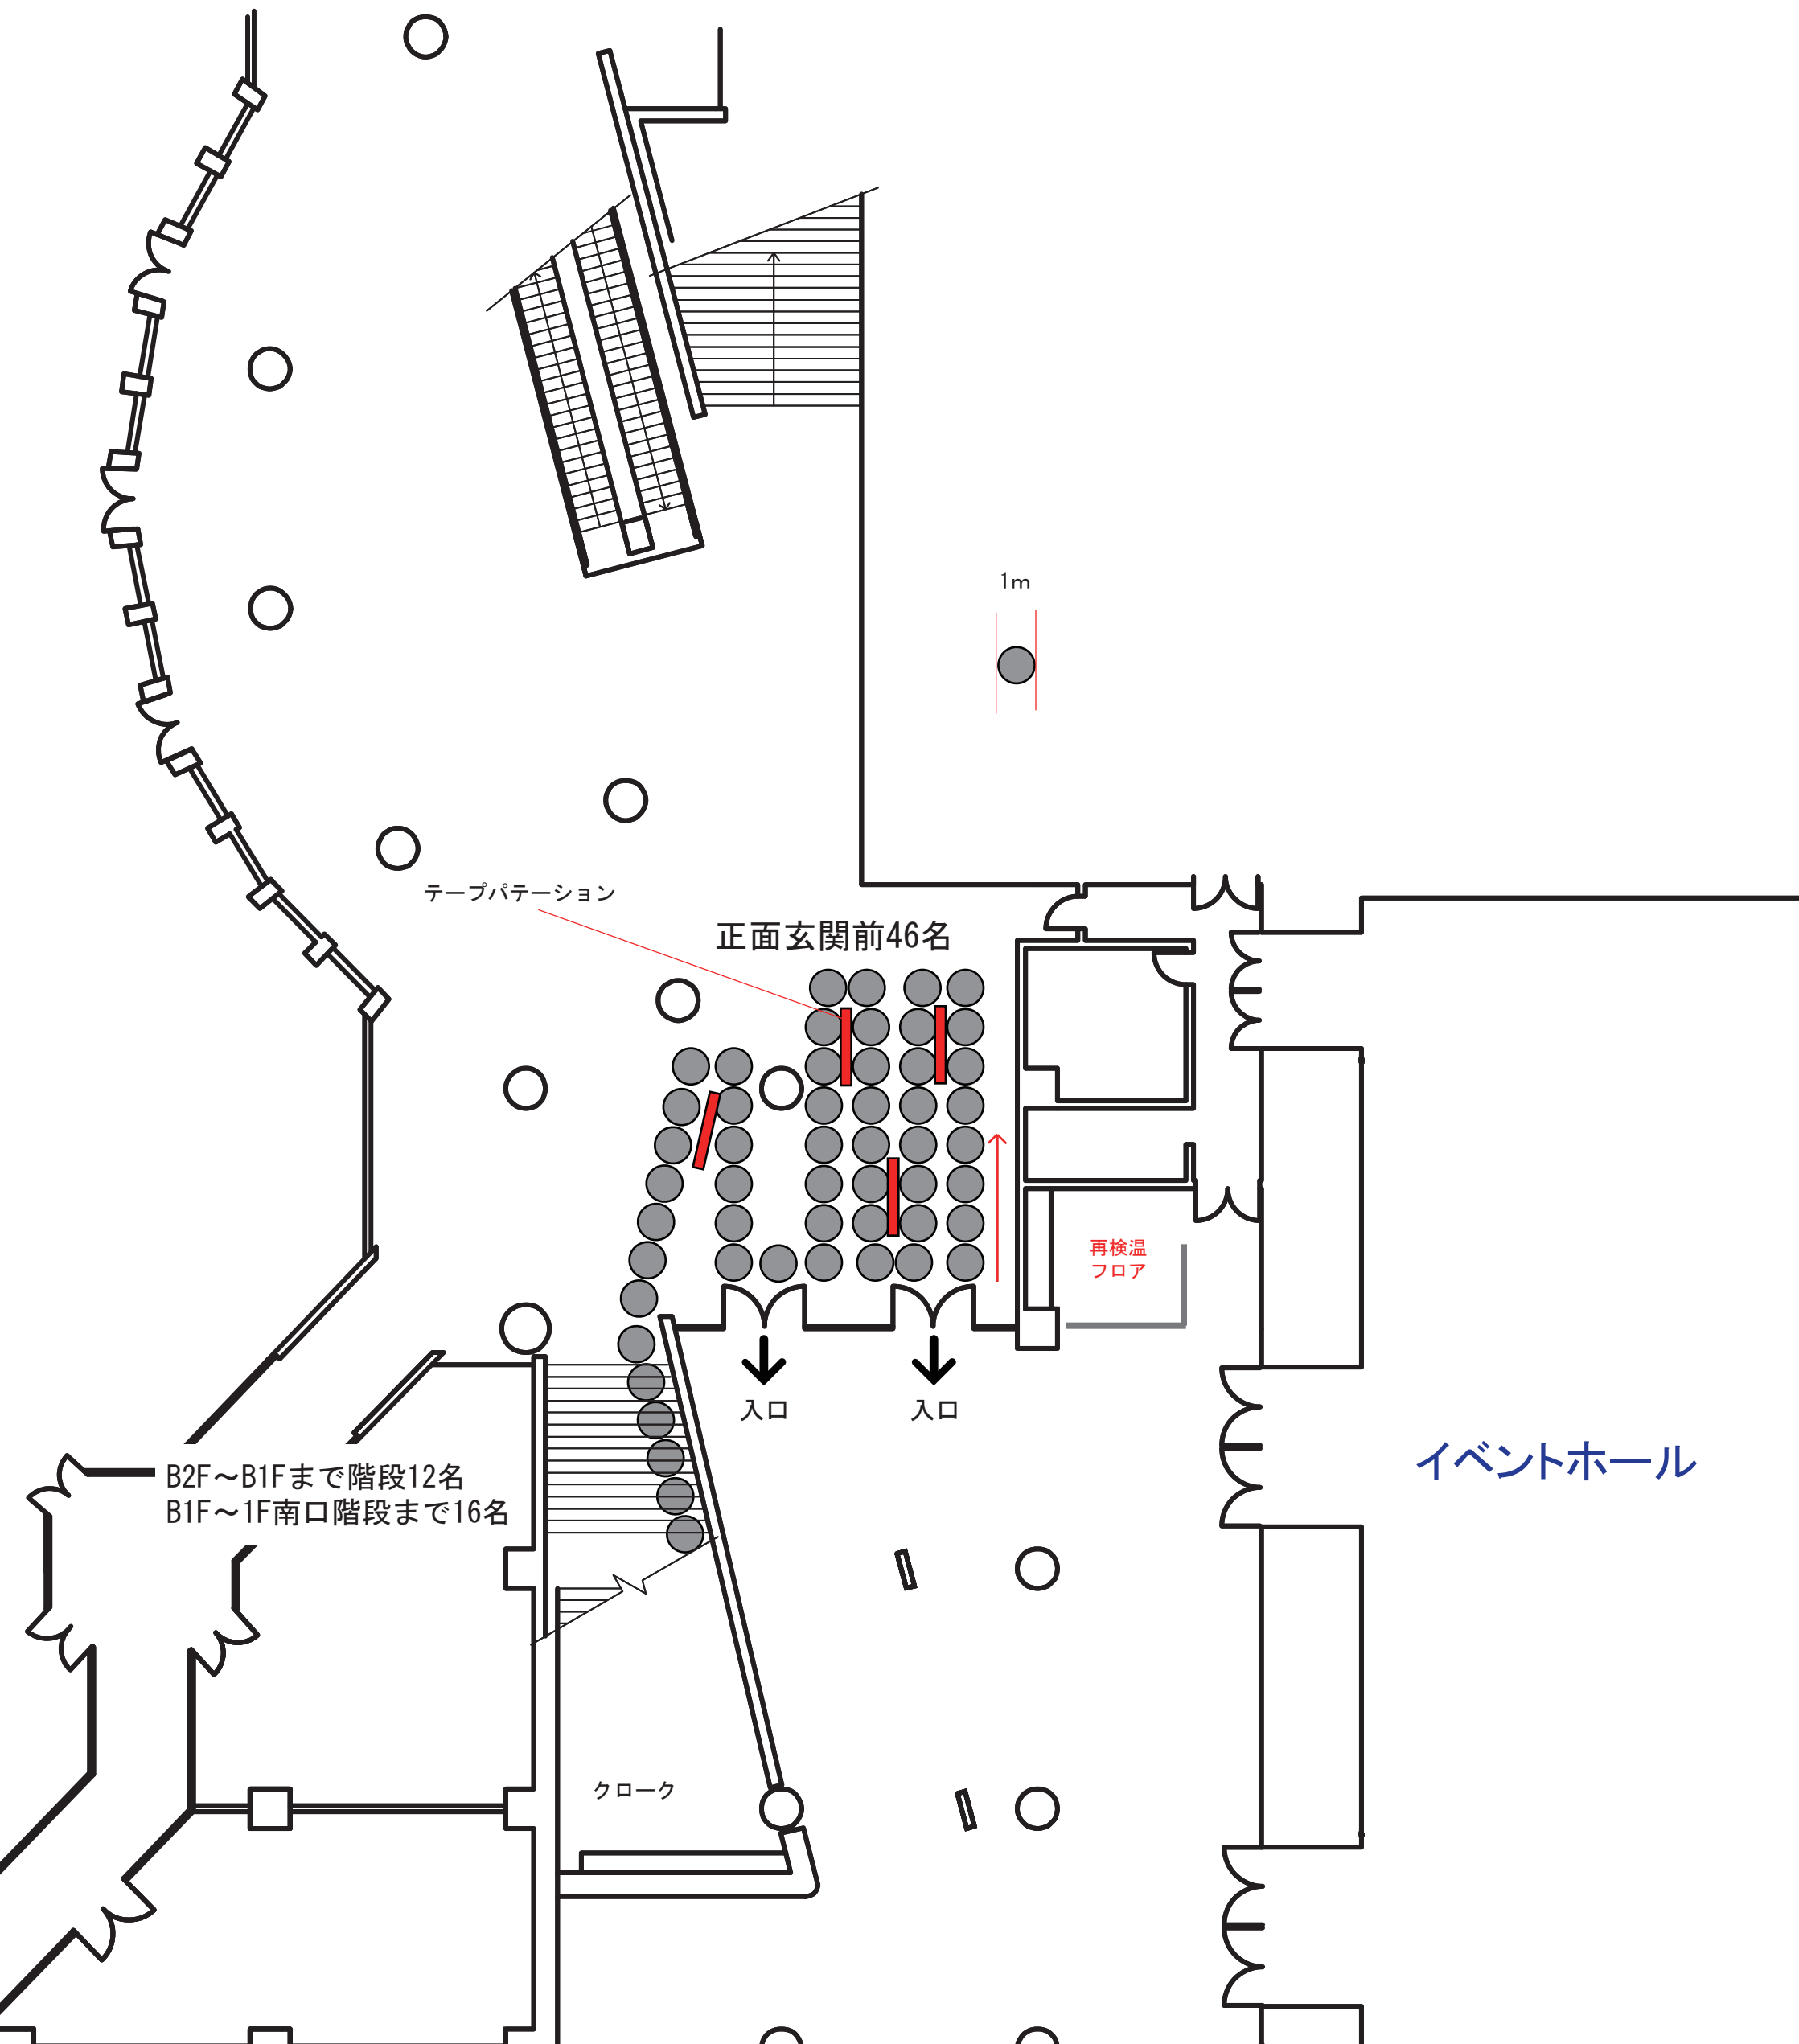 1m
テープパテーション
正面玄関前46名
再検温
フロア
入口
入口
イベントホール
B2F～B1Fまで階段12名
B1F～1F南口階段まで16名
クローク